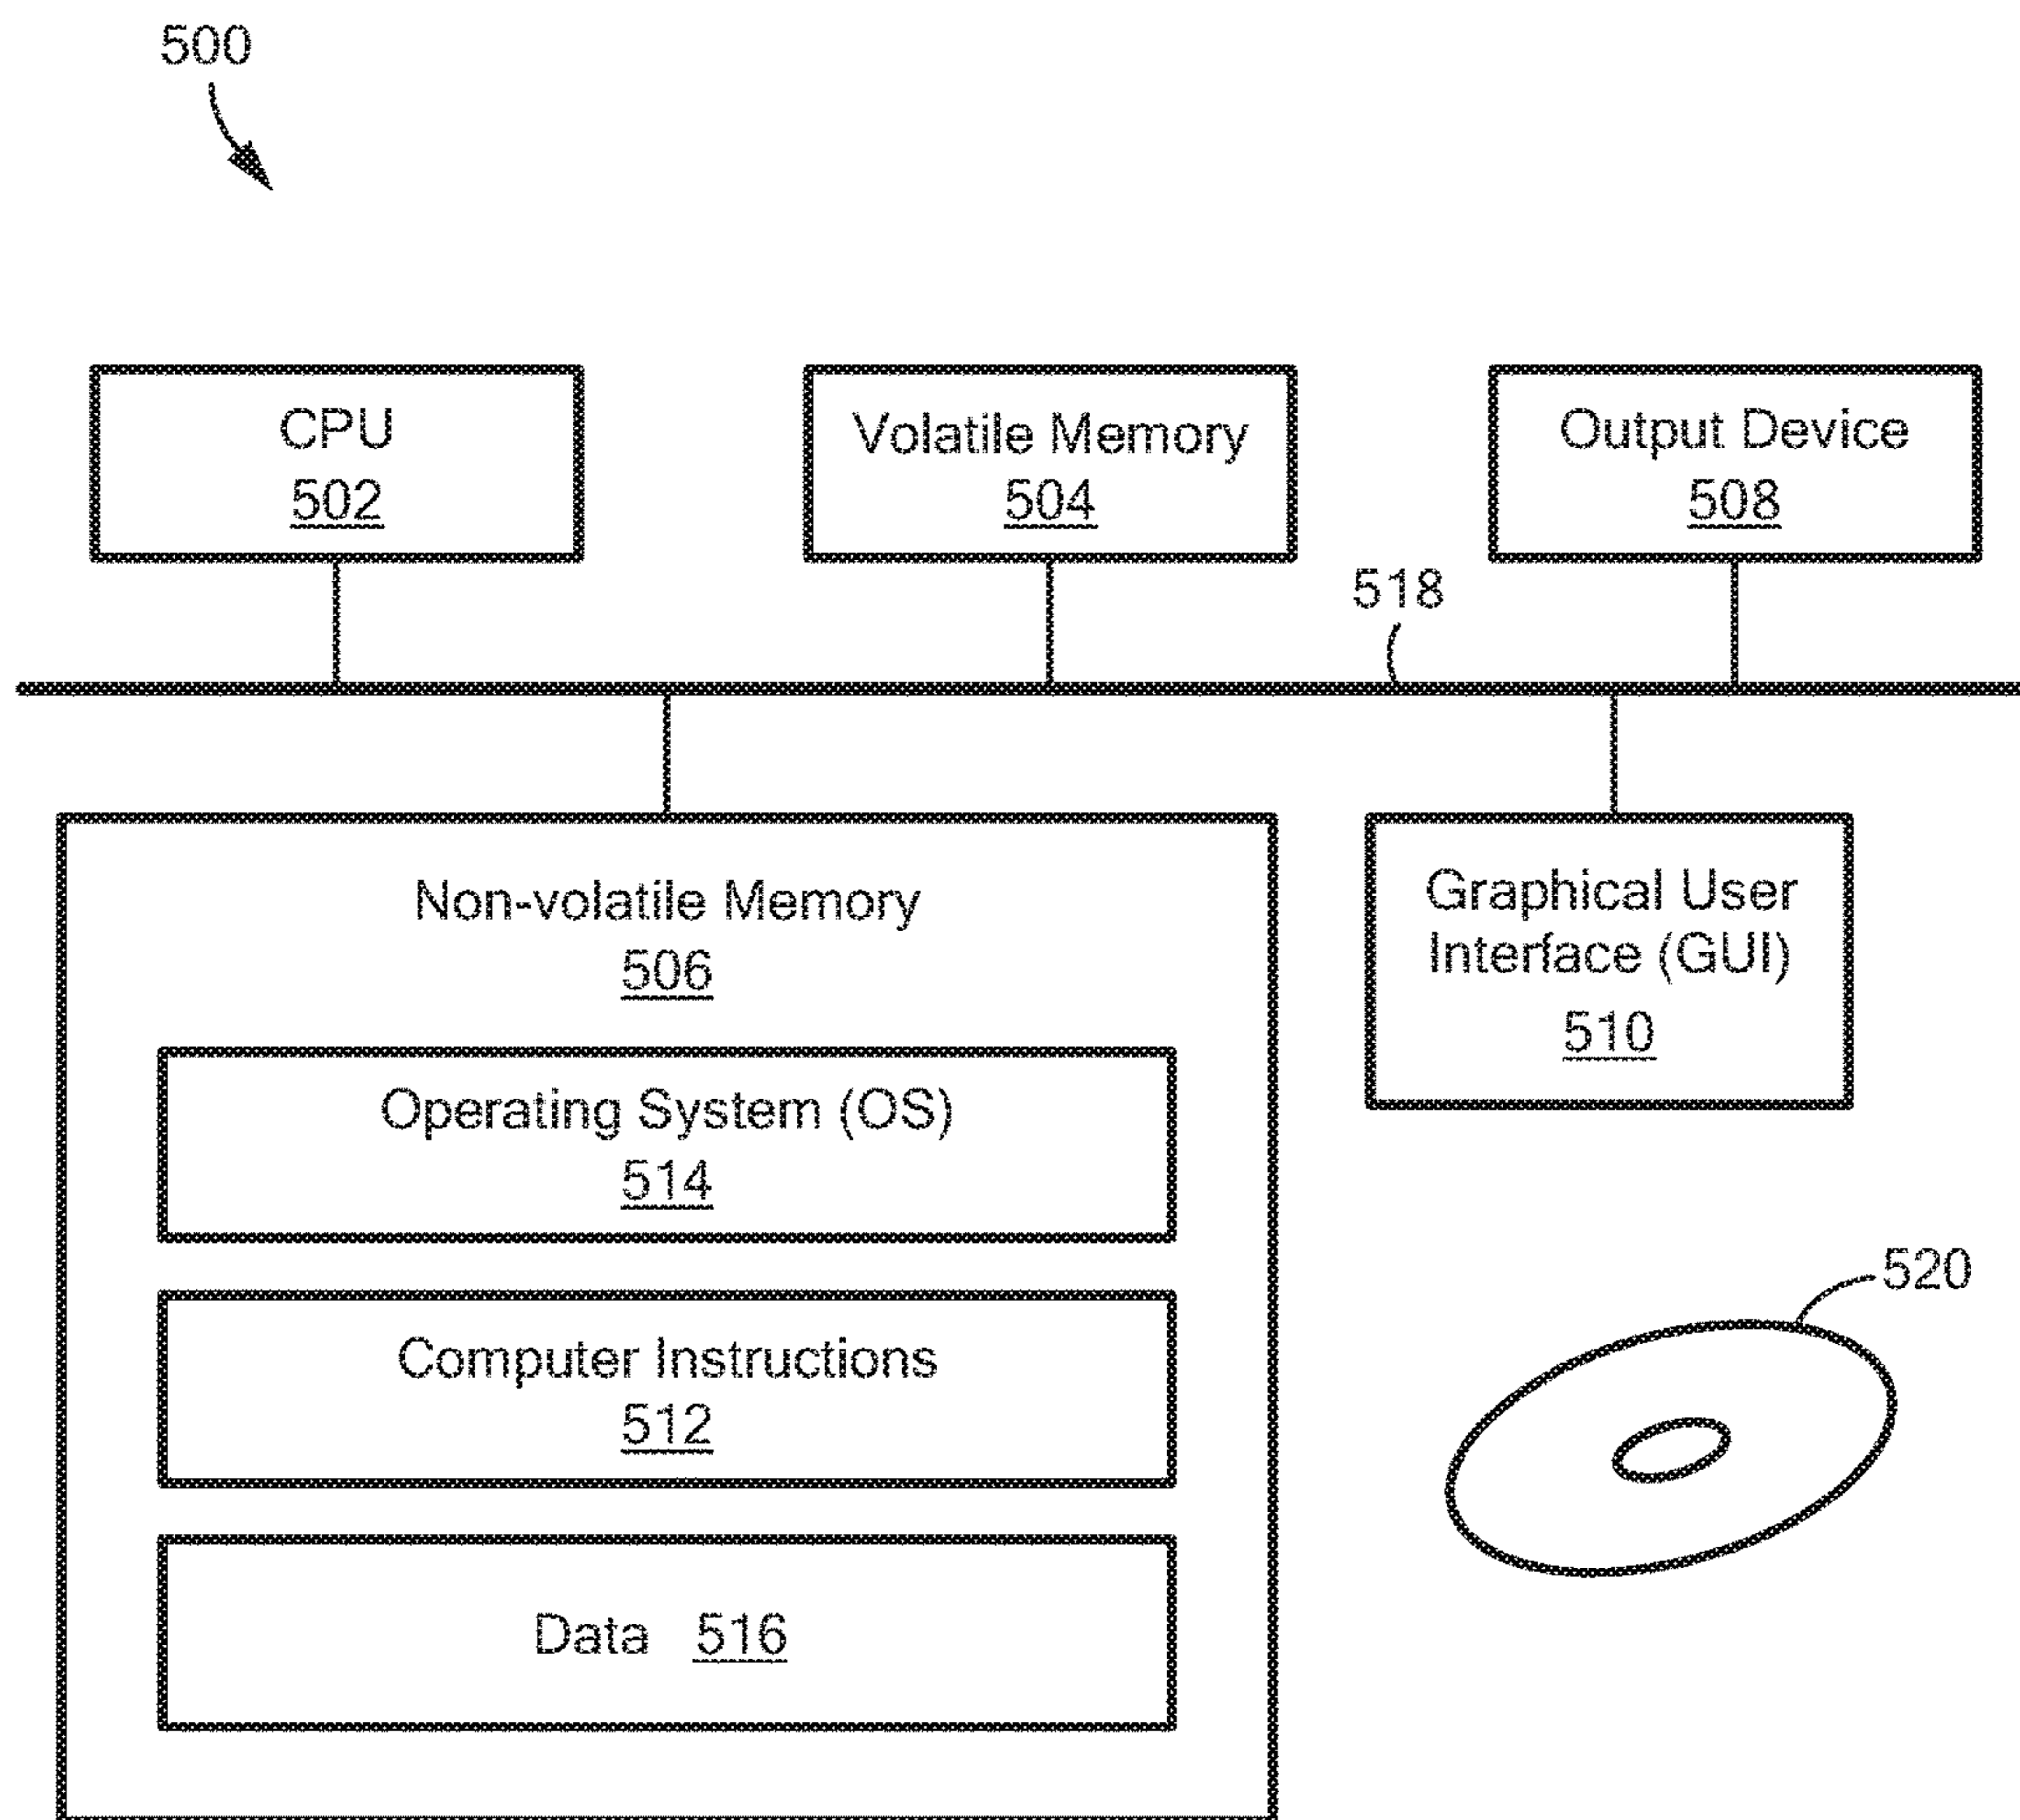 500
CPU
502
Volatile Memory
504
Output Device
508
518
Non-volatile Memory
506
Operating System (OS)
514
Computer Instructions
512
Data 516
Graphical User
Interface (GUI)
510
520